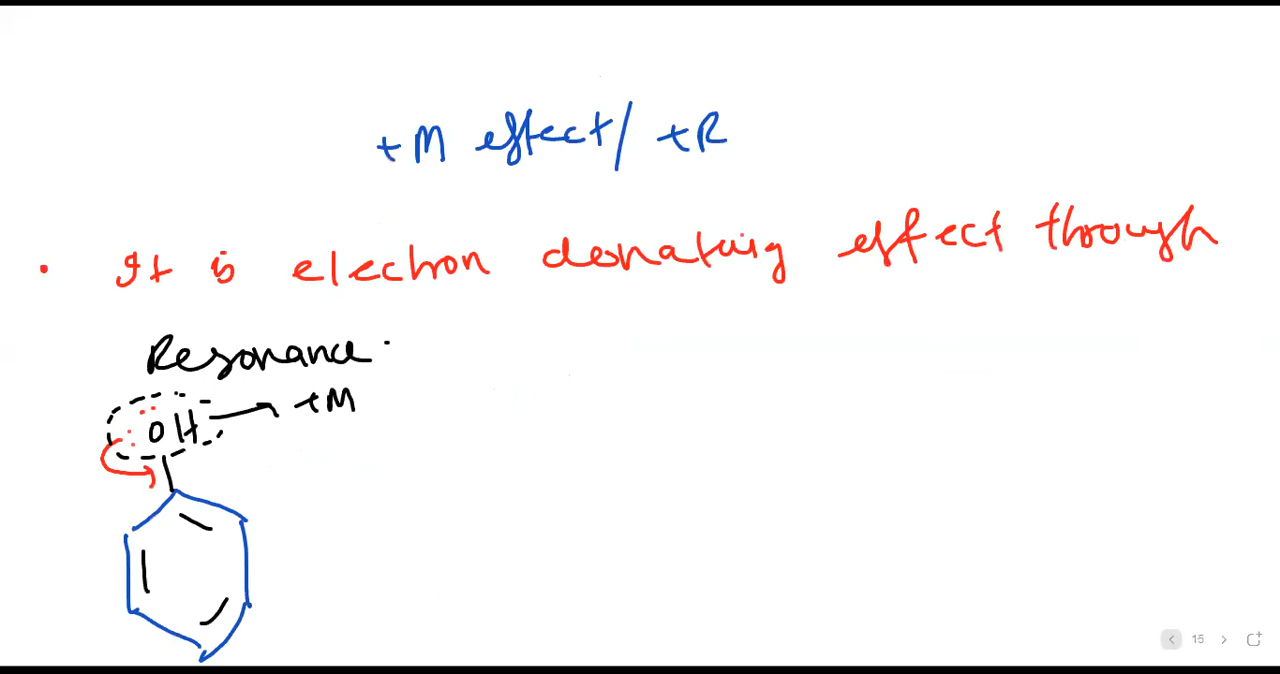 +M effect/ +R
• It is electron donating effect through
Resonance.
OH → +M
15